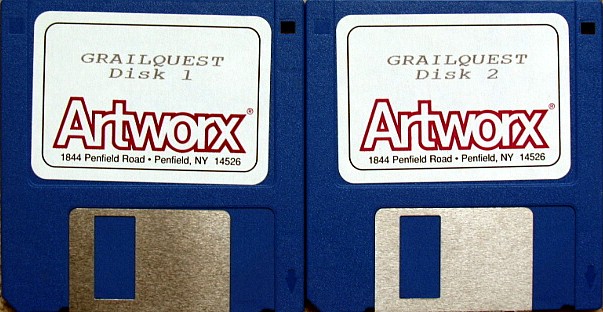 GRAILQUEST
Disk 1
Artworx®
1844 Penfield Road • Penfield, NY 14526
GRAILQUEST
Disk 2
Artworx®
1844 Penfield Road • Penfield, NY 14526